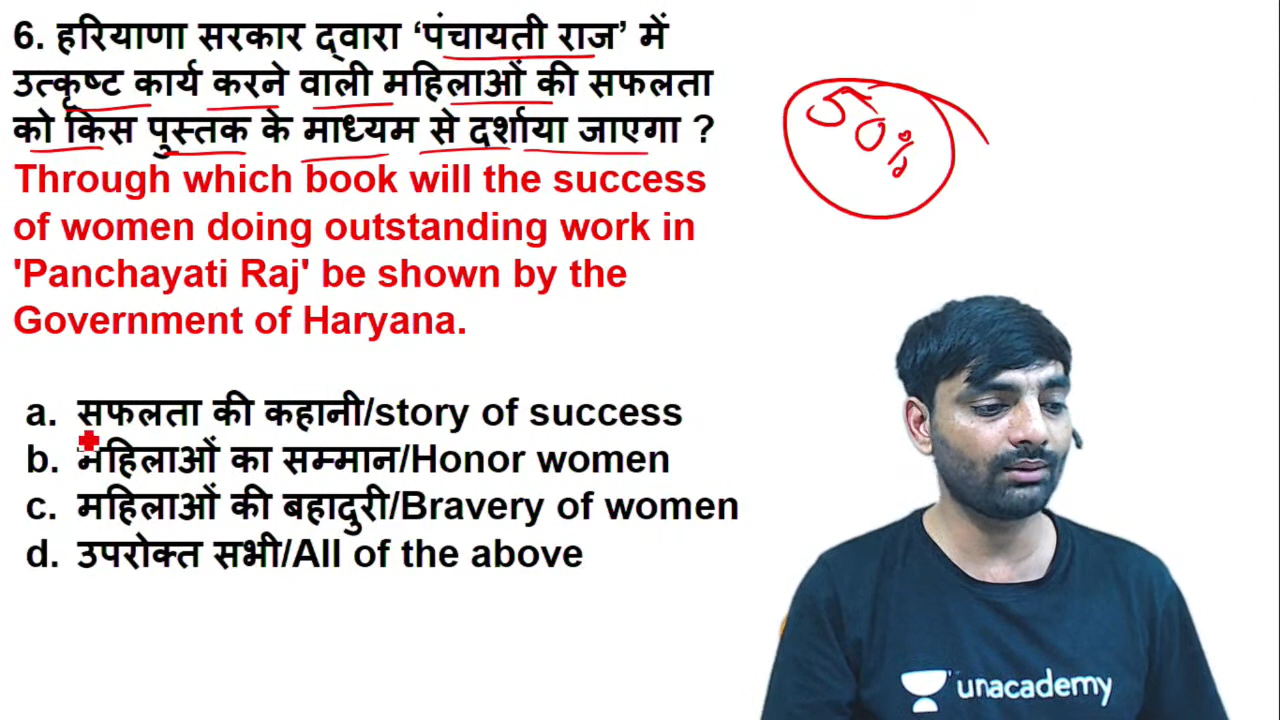 6. हरियाणा सरकार द्वारा ‘पंचायती राज’ में
उत्कृष्ट कार्य करने वाली महिलाओं की सफलता
को किस पुस्तक के माध्यम से दर्शाया जाएगा ?
Through which book will the success
of women doing outstanding work in
'Panchayati Raj' be shown by the
Government of Haryana.
a. सफलता की कहानी/story of success
b. महिलाओं का सम्मान/Honor women
c. महिलाओं की बहादुरी/Bravery of women
d. उपरोक्त सभी/All of the above
50%
unacademy